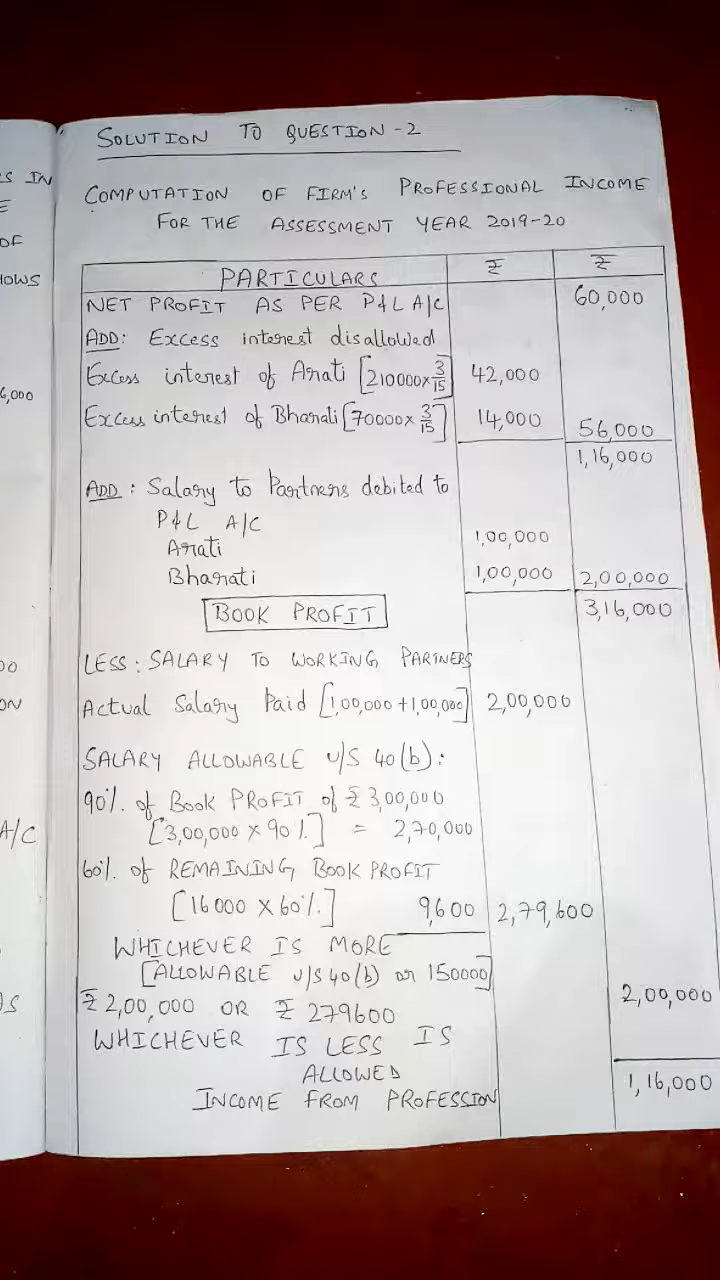 SOLUTION TO QUESTION - 2
S IN
COMPUTATION OF FIRM'S PROFESSIONAL INCOME
E
FOR THE ASSESSMENT YEAR 2019-20
OF
HOWS
PARTICULARS ₹ ₹
NET PROFIT AS PER P&L A/C 60,000
ADD: Excess interest disallowed
Excess interest of Arati [210000 × 3/15] 42,000
6,000
Excess interest of Bharati [70000 × 3/15] 14,000 56,000
1,16,000
ADD: Salary to Partners debited to
P&L A/C
Arati 1,00,000
Bharati 1,00,000 2,00,000
BOOK PROFIT 3,16,000
LESS: SALARY TO WORKING PARTNERS
00
Actual Salary Paid [1,00,000 + 1,00,000] 2,00,000
ON
SALARY ALLOWABLE U/S 40(b):
90%. of BOOK PROFIT of ₹ 3,00,000
[3,00,000 × 90%.] = 2,70,000
A/C
60%. of REMAINING BOOK PROFIT
[16000 × 60%.] 9,600 2,79,600
WHICHEVER IS MORE
[ALLOWABLE U/S 40(b) or 150000]
₹ 2,00,000 OR ₹ 279600 2,00,000
WHICHEVER IS LESS IS
ALLOWED
INCOME FROM PROFESSION 1,16,000